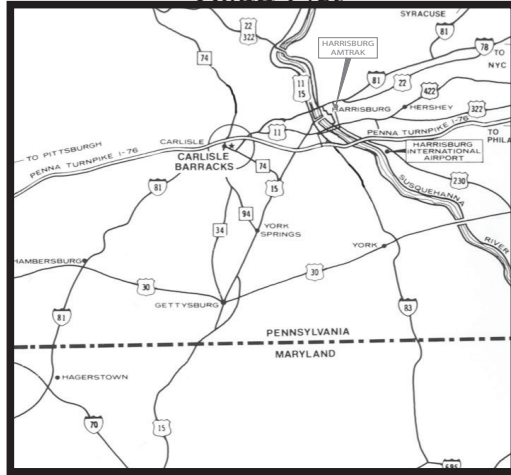 SYRACUSE
81
22
322
HARRISBURG
AMTRAK
78
TO
NYC
74
11
15
81
22
422
HARRISBURG
HERSHEY
322
CARLISLE
11
PENNA TURNPIKE I-76
TO
PHILA
TO PITTSBURGH
PENNA TURNPIKE I-76
CARLISLE
BARRACKS
HARRISBURG
INTERNATIONAL
AIRPORT
74
15
230
81
SUSQUEHANNA
RIVER
94
34
YORK
SPRINGS
YORK
HAMBERSBURG
30
30
GETTYSBURG
81
83
PENNSYLVANIA
MARYLAND
HAGERSTOWN
70
15